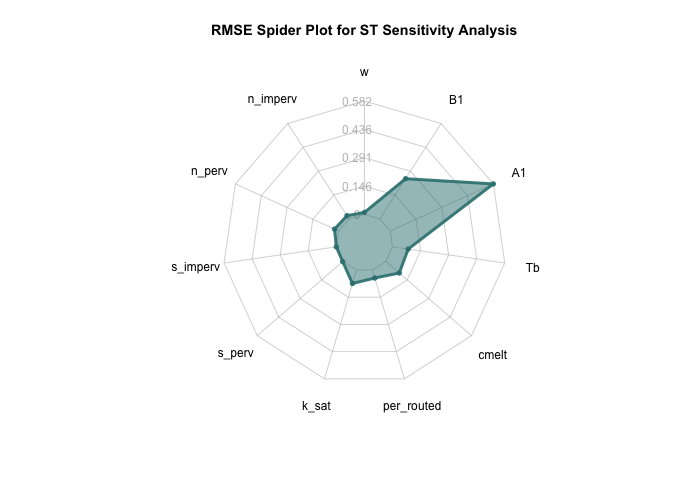 RMSE Spider Plot for ST Sensitivity Analysis
w
n_imperv
B1
0.582
0.436
0.291
0.146
0
n_perv
A1
s_imperv
Tb
s_perv
cmelt
k_sat
per_routed